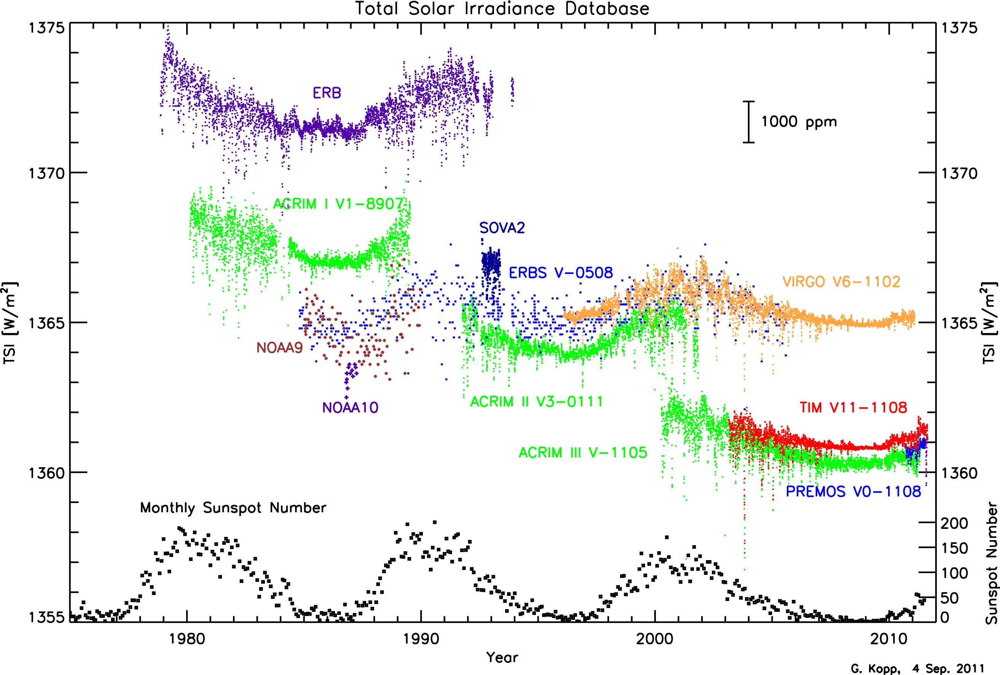 Total Solar Irradiance Database
1375
1375
ERB
1000 ppm
1370
1370
ACRIM I V1-8907
SOVA2
ERBS V-0508
VIRGO V6-1102
TSI [W/m²]
TSI [W/m²]
1365
1365
NOAA9
NOAA10
ACRIM II V3-0111
TIM V11-1108
ACRIM III V-1105
1360
1360
PREMOS V0-1108
Monthly Sunspot Number
200
150
100
50
0
Sunspot Number
1355
1980
1990
2000
2010
Year
G. Kopp, 4 Sep. 2011